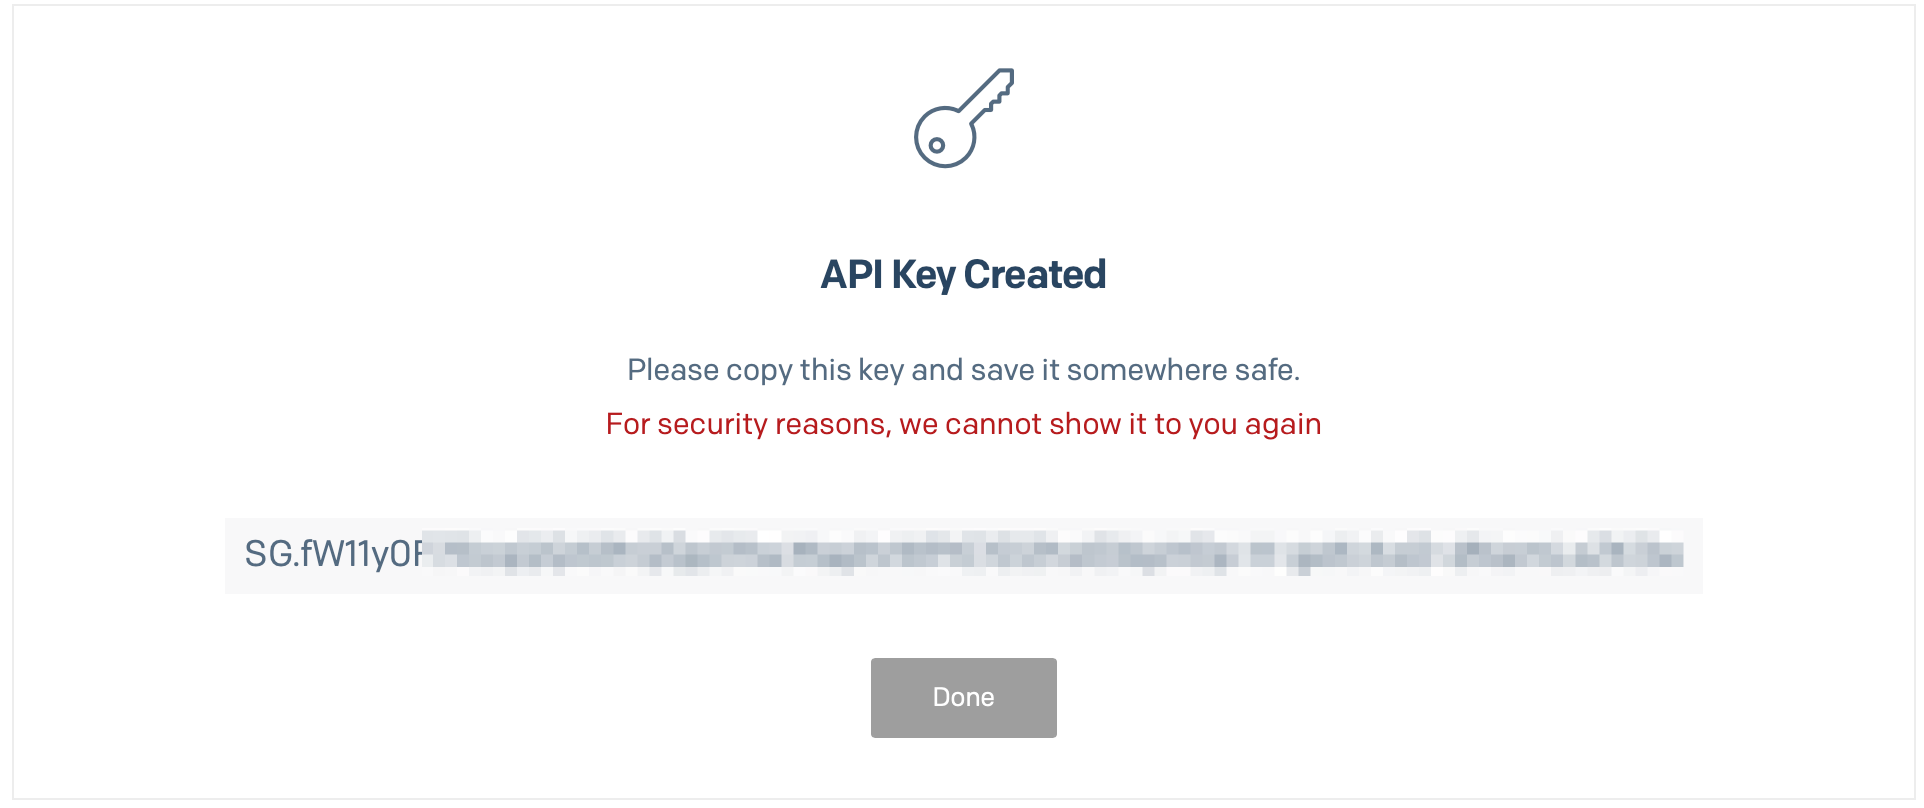 API Key Created
Please copy this key and save it somewhere safe.
For security reasons, we cannot show it to you again
SG.fW11y0
Done